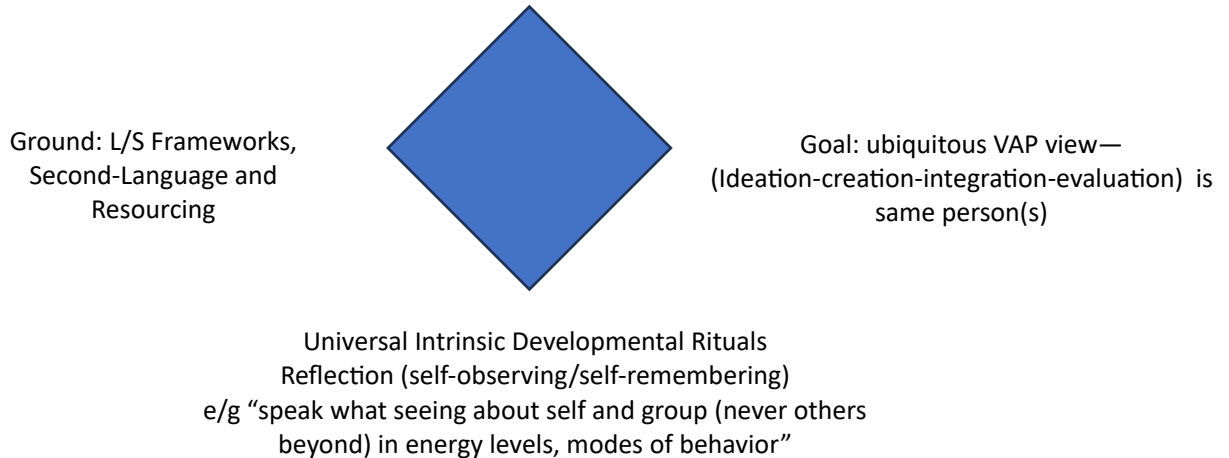 Ground: L/S Frameworks,
Second-Language and
Resourcing
Goal: ubiquitous VAP view—
(Ideation-creation-integration-evaluation)  is
same person(s)
Universal Intrinsic Developmental Rituals
Reflection (self-observing/self-remembering)
e/g “speak what seeing about self and group (never others
beyond) in energy levels, modes of behavior”